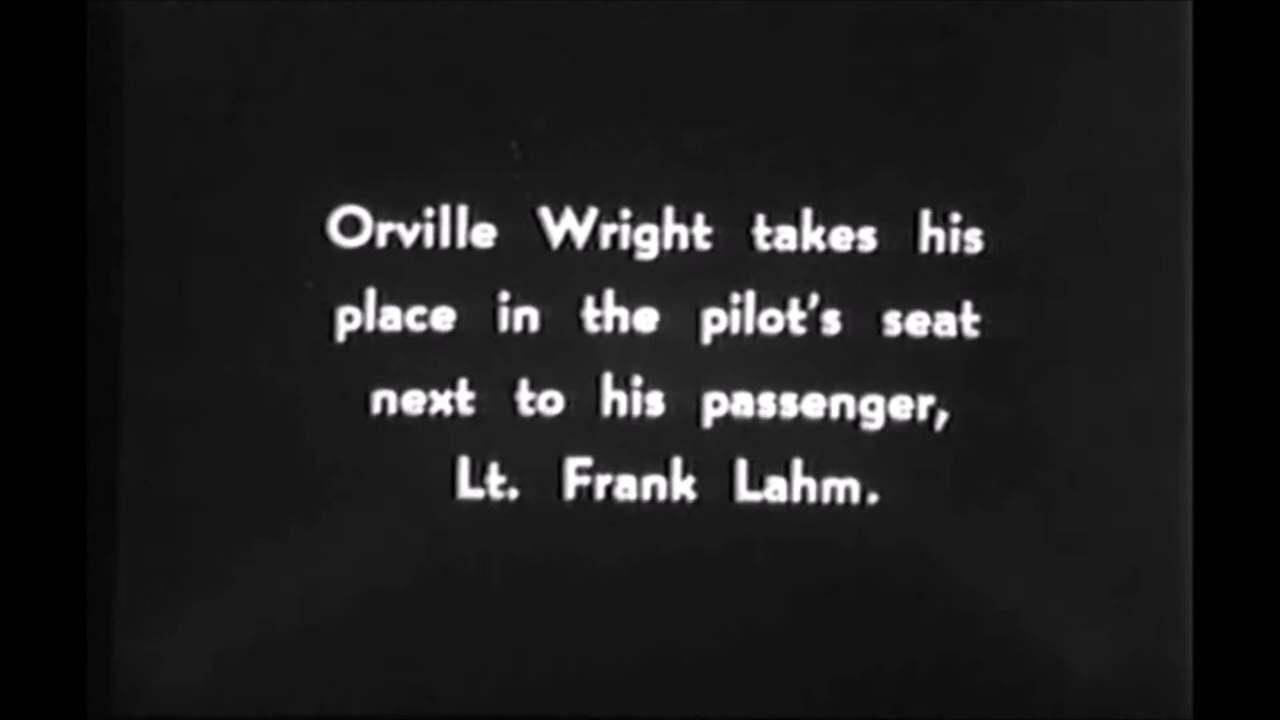 Orville Wright takes his
place in the pilot's seat
next to his passenger,
Lt. Frank Lahm.